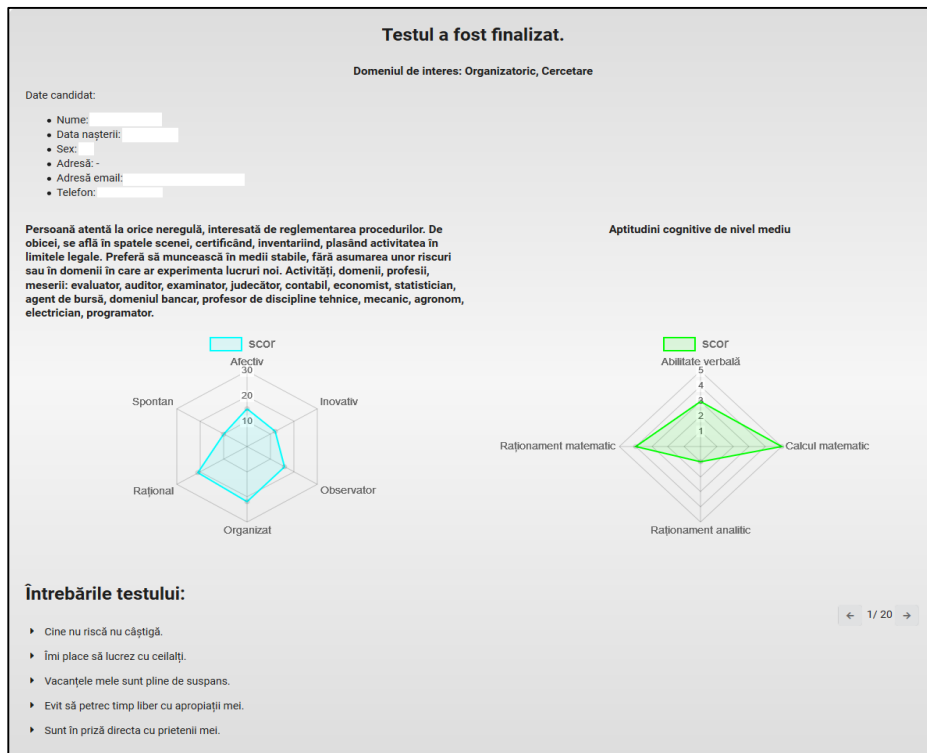 Testul a fost finalizat.
Domeniul de interes: Organizatoric, Cercetare
Date candidat:
• Nume:
• Data nașterii:
• Sex:
• Adresă: -
• Adresă email:
• Telefon:
Persoană atentă la orice neregulă, interesată de reglementarea procedurilor. De
obicei, se află în spatele scenei, certificând, inventariind, plasând activitatea în
limitele legale. Preferă să muncească în medii stabile, fără asumarea unor riscuri
sau în domenii în care ar experimenta lucruri noi. Activități, domenii, profesii,
meserii: evaluator, auditor, examinator, judecător, contabil, economist, statistician,
agent de bursă, domeniul bancar, profesor de discipline tehnice, mecanic, agronom,
electrician, programator.
Aptitudini cognitive de nivel mediu
scor
Afectiv
30
20
10
Spontan
Inovativ
Rațional
Observator
Organizat
scor
Abilitate verbală
5
4
3
2
1
Raționament matematic
Calcul matematic
Raționament analitic
Întrebările testului:
← 1/ 20 →
Cine nu riscă nu câștigă.
Îmi place să lucrez cu ceilalți.
Vacanțele mele sunt pline de suspans.
Evit să petrec timp liber cu apropiații mei.
Sunt în priză directa cu prietenii mei.